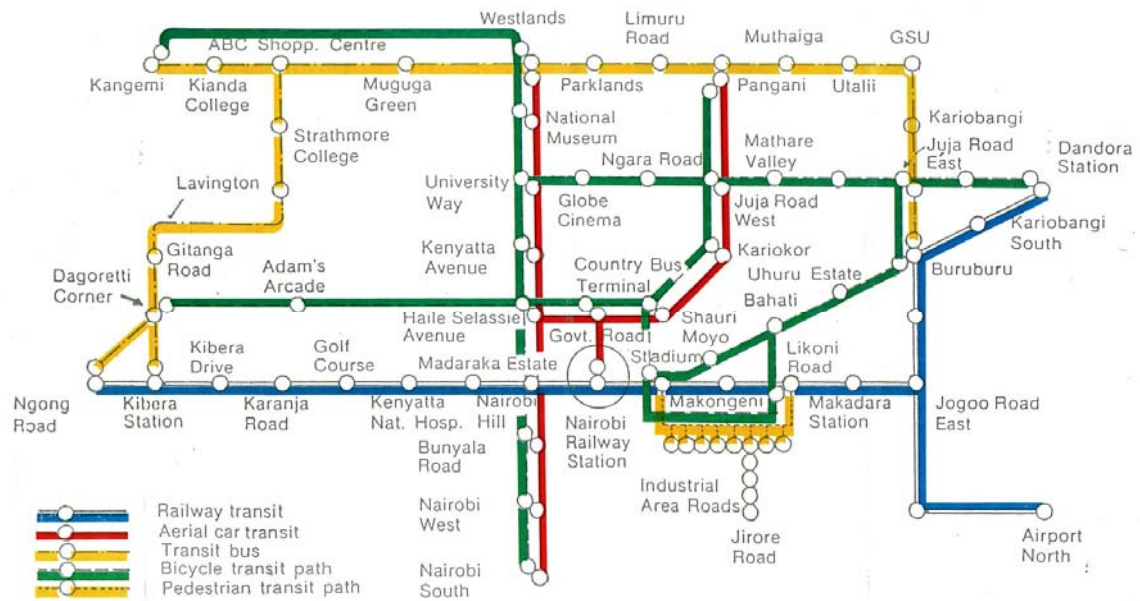 Westlands
Limuru
Road
Muthaiga
GSU
ABC Shopp. Centre
Kangemi
Kianda
College
Muguga
Green
Parklands
Pangani
Utalii
Strathmore
College
National
Museum
Kariobangi
Ngara Road
Mathare
Valley
Juja Road
East
Dandora
Station
Lavington
University
Way
Globe
Cinema
Juja Road
West
Kariobangi
South
Gitanga
Road
Kenyatta
Avenue
Country Bus
Terminal
Kariokor
Uhuru Estate
Buruburu
Dagoretti
Corner
Adam's
Arcade
Bahati
Haile Selassie
Avenue
Govt. Road
Shauri
Moyo
Kibera
Drive
Golf
Course
Madaraka Estate
Stadium
Likoni
Road
Ngong
Road
Kibera
Station
Karanja
Road
Kenyatta
Nat. Hosp.
Nairobi
Hill
Nairobi
Railway
Station
Makongeni
Makadara
Station
Jogoo Road
East
Bunyala
Road
Industrial
Area Roads
Nairobi
West
Jirore
Road
Airport
North
Nairobi
South
Railway transit
Aerial car transit
Transit bus
Bicycle transit path
Pedestrian transit path